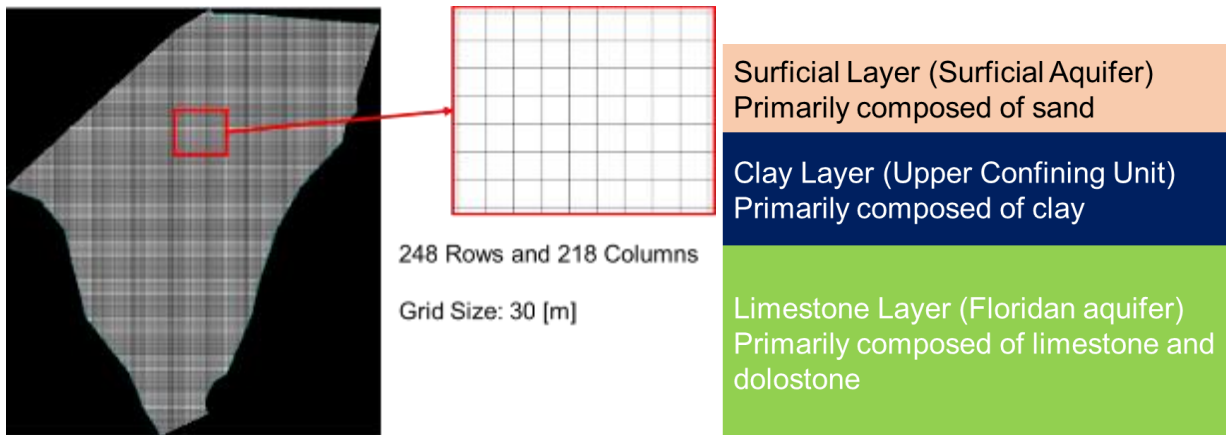 248 Rows and 218 Columns
Grid Size: 30 [m]
Surficial Layer (Surficial Aquifer)
Primarily composed of sand
Clay Layer (Upper Confining Unit)
Primarily composed of clay
Limestone Layer (Floridan aquifer)
Primarily composed of limestone and
dolostone